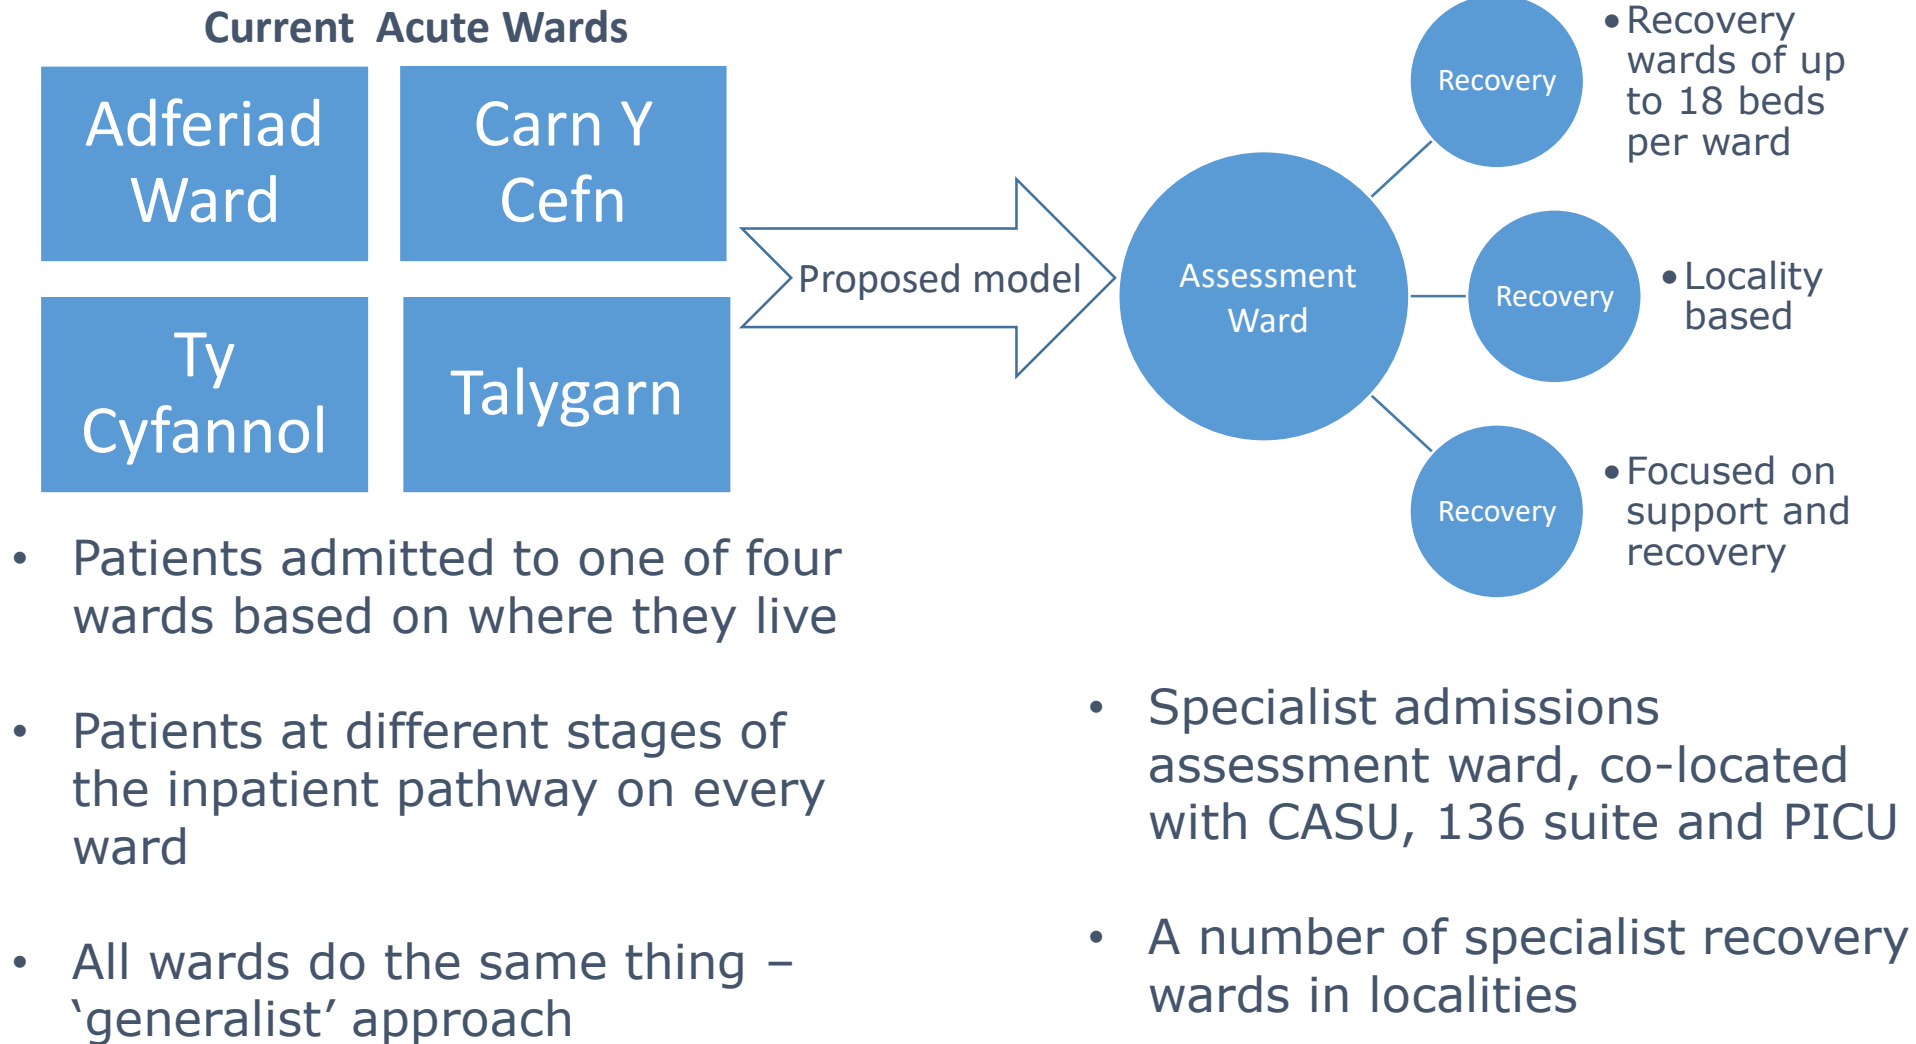 Current  Acute Wards
Adferiad
Ward
Carn Y
Cefn
Ty
Cyfannol
Talygarn
Proposed model
Assessment
Ward
Recovery
• Recovery
wards of up
to 18 beds
per ward
Recovery
• Locality
based
Recovery
• Focused on
support and
recovery
• Patients admitted to one of four
wards based on where they live
• Patients at different stages of
the inpatient pathway on every
ward
• All wards do the same thing –
‘generalist’ approach
• Specialist admissions
assessment ward, co-located
with CASU, 136 suite and PICU
• A number of specialist recovery
wards in localities